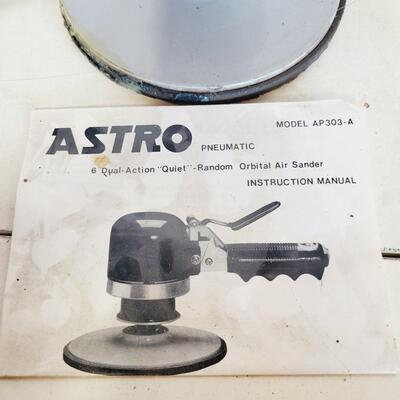 MODEL AP303-A
ASTRO PNEUMATIC
6 Dual-Action "Quiet"-Random Orbital Air Sander
INSTRUCTION MANUAL